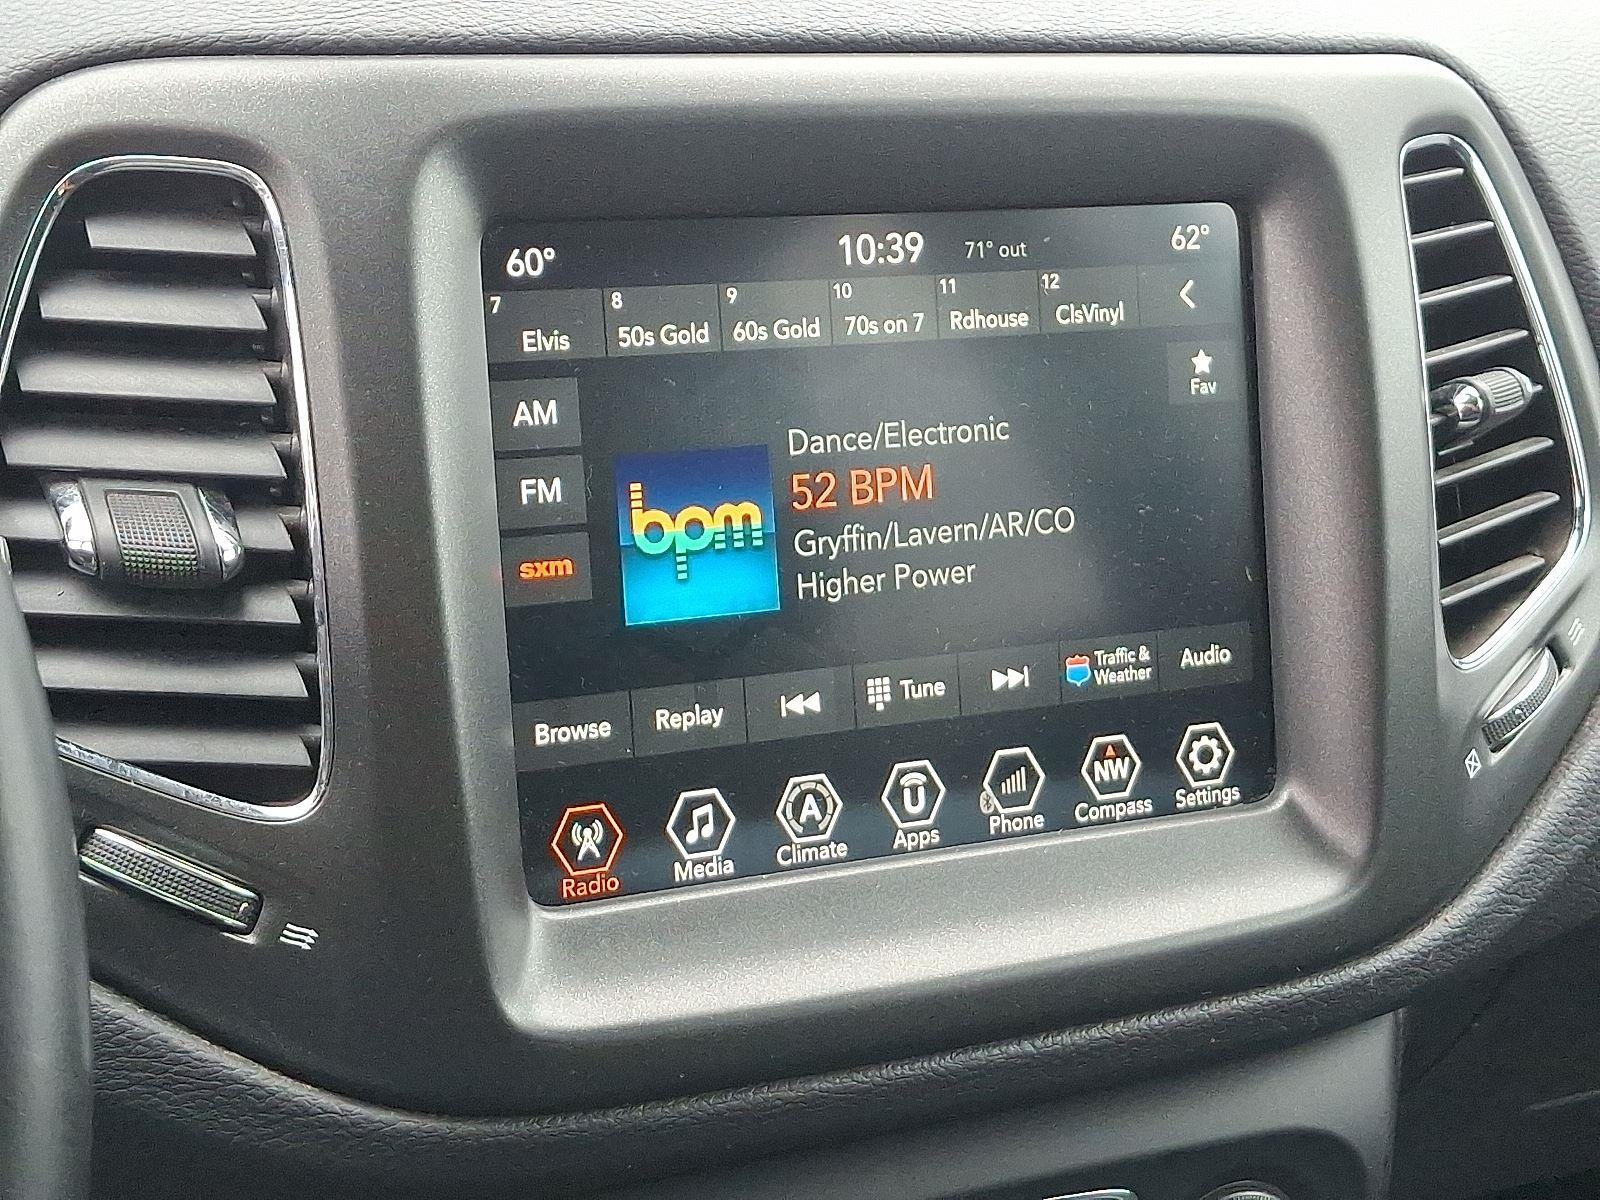 60° 10:39 71° out 62°
7 8 9 10 11 12
Elvis 50s Gold 60s Gold 70s on 7 Rdhouse ClsVinyl
Fav
AM
FM
sxm
bpm
Dance/Electronic
52 BPM
Gryffin/Lavern/AR/CO
Higher Power
Browse Replay Tune Traffic & Weather Audio
A U NW
Radio Media Climate Apps Phone Compass Settings